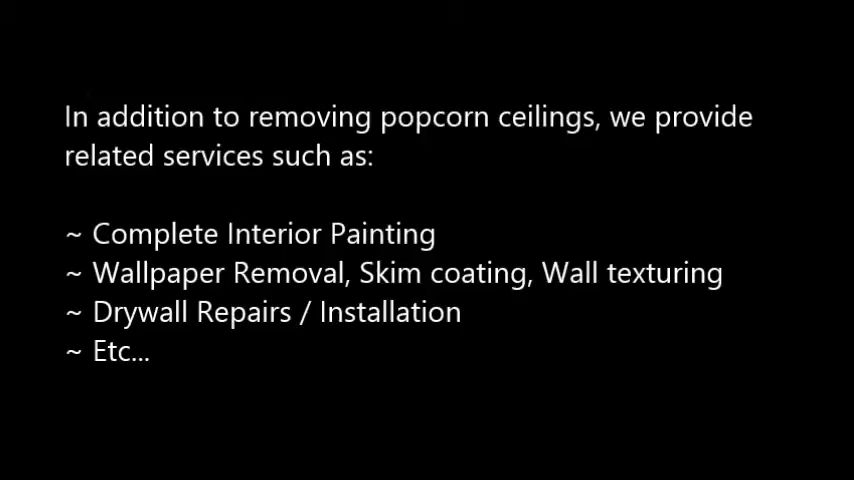 In addition to removing popcorn ceilings, we provide
related services such as:
~ Complete Interior Painting
~ Wallpaper Removal, Skim coating, Wall texturing
~ Drywall Repairs / Installation
~ Etc...